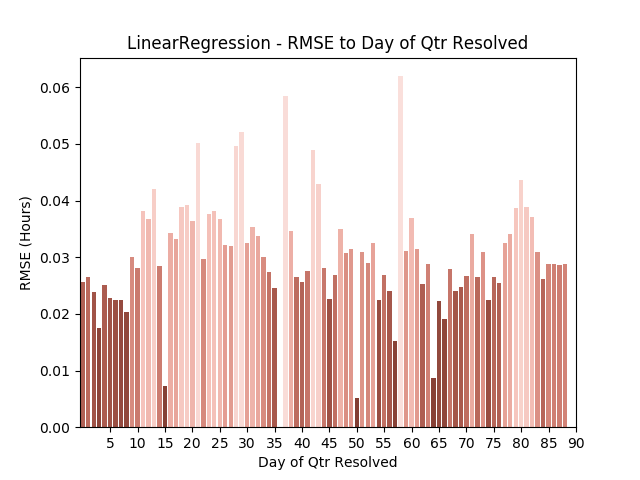 LinearRegression - RMSE to Day of Qtr Resolved
0.06
0.05
0.04
0.03
0.02
0.01
0.00
RMSE (Hours)
5 10 15 20 25 30 35 40 45 50 55 60 65 70 75 80 85 90
Day of Qtr Resolved